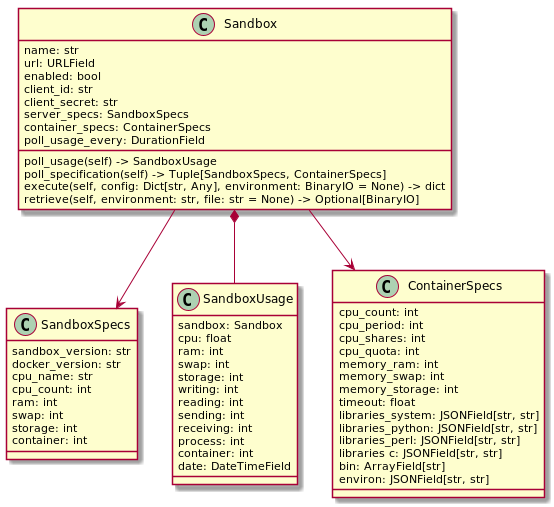 C Sandbox
name: str
url: URLField
enabled: bool
client_id: str
client_secret: str
server_specs: SandboxSpecs
container_specs: ContainerSpecs
poll_usage_every: DurationField
poll_usage(self) -> SandboxUsage
poll_specification(self) -> Tuple[SandboxSpecs, ContainerSpecs]
execute(self, config: Dict[str, Any], environment: BinaryIO = None) -> dict
retrieve(self, environment: str, file: str = None) -> Optional[BinaryIO]
C SandboxSpecs
sandbox_version: str
docker_version: str
cpu_name: str
cpu_count: int
ram: int
swap: int
storage: int
container: int
C SandboxUsage
sandbox: Sandbox
cpu: float
ram: int
swap: int
storage: int
writing: int
reading: int
sending: int
receiving: int
process: int
container: int
date: DateTimeField
C ContainerSpecs
cpu_count: int
cpu_period: int
cpu_shares: int
cpu_quota: int
memory_ram: int
memory_swap: int
memory_storage: int
timeout: float
libraries_system: JSONField[str, str]
libraries_python: JSONField[str, str]
libraries_perl: JSONField[str, str]
libraries c: JSONField[str, str]
bin: ArrayField[str]
environ: JSONField[str, str]